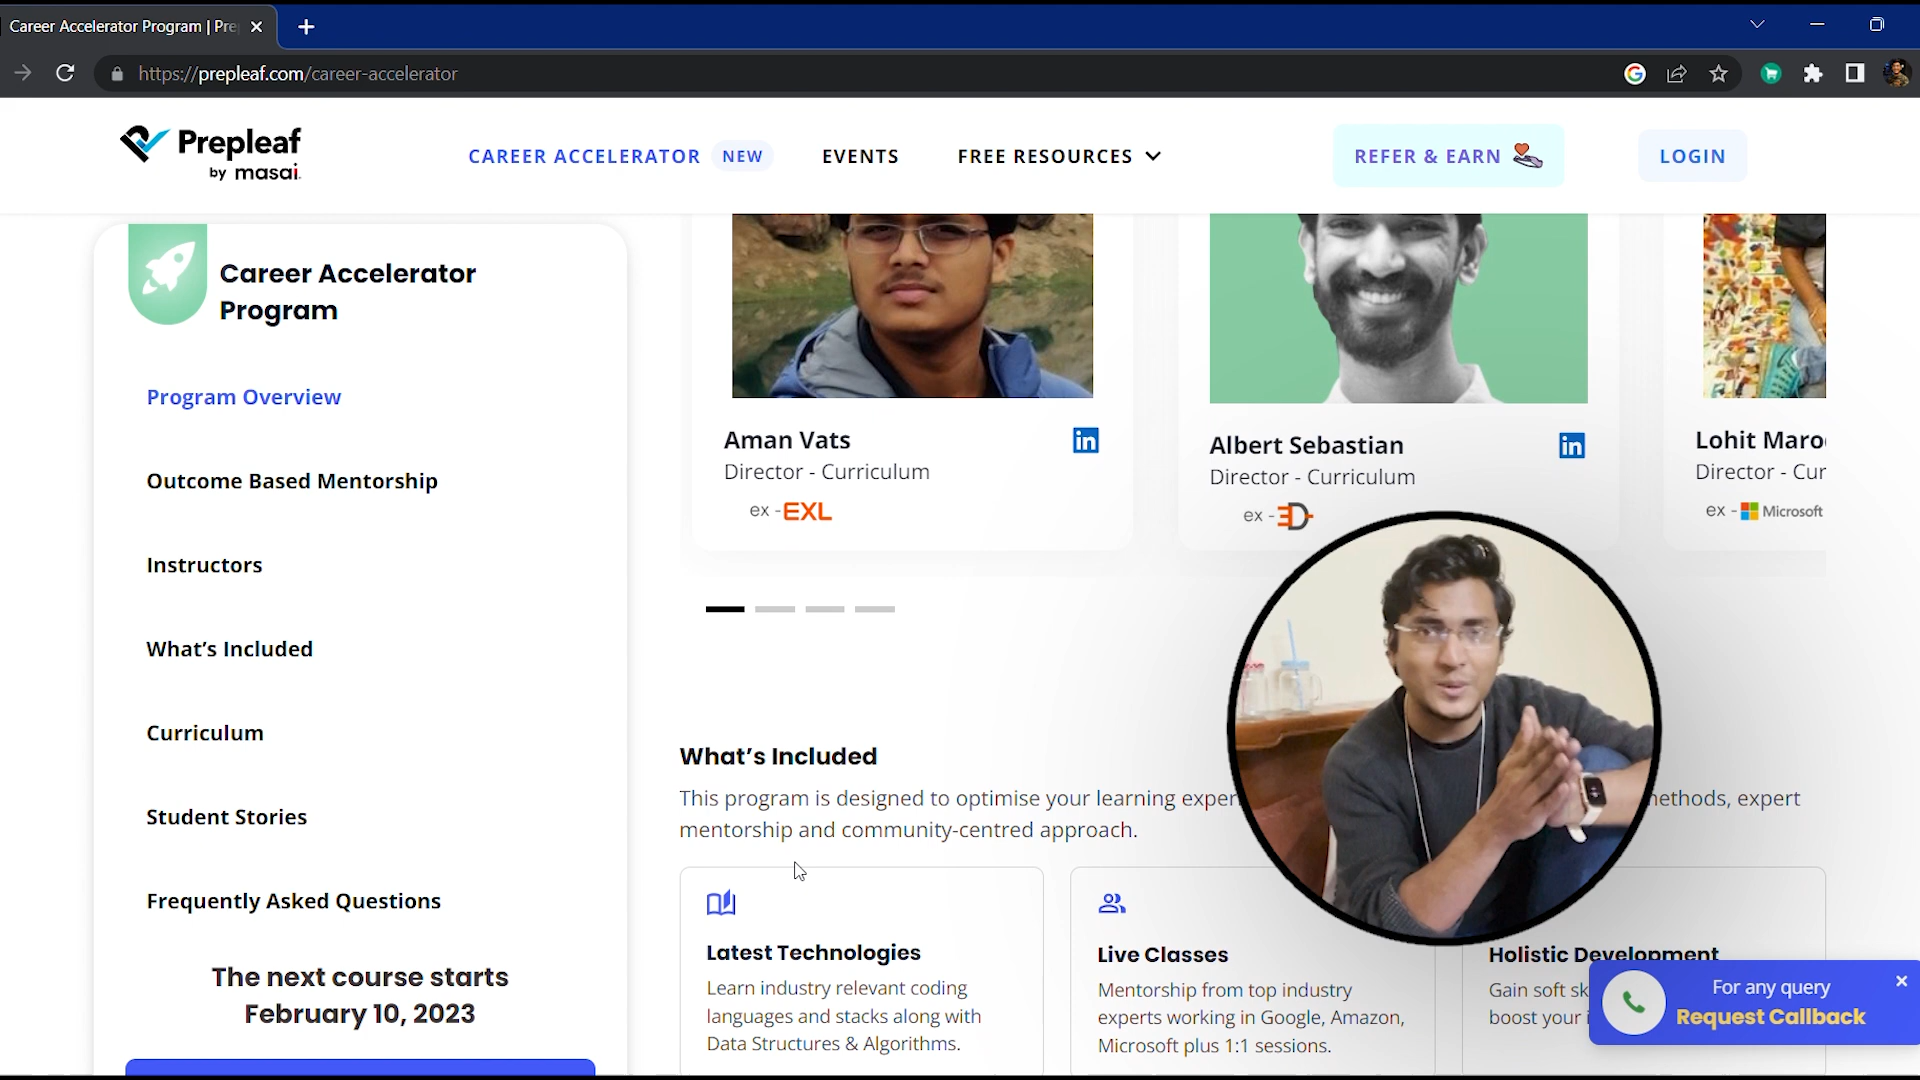 Career Accelerator Program | Pre
https://prepleaf.com/career-accelerator
Prepleaf
by masai.
CAREER ACCELERATOR NEW
EVENTS
FREE RESOURCES
REFER & EARN
LOGIN
Career Accelerator
Program
Program Overview
Outcome Based Mentorship
Instructors
What's Included
Curriculum
Student Stories
Frequently Asked Questions
The next course starts
February 10, 2023
Aman Vats
in
Director - Curriculum
ex - EXL
Albert Sebastian
in
Director - Curriculum
ex -
Lohit Maro
Director - Cur
ex - Microsoft
What's Included
This program is designed to optimise your learning exper
ethods, expert
mentorship and community-centred approach.
Latest Technologies
Learn industry relevant coding
languages and stacks along with
Data Structures & Algorithms.
Live Classes
Mentorship from top industry
experts working in Google, Amazon,
Microsoft plus 1:1 sessions.
Holistic Development
Gain soft sk
boost your
For any query
Request Callback